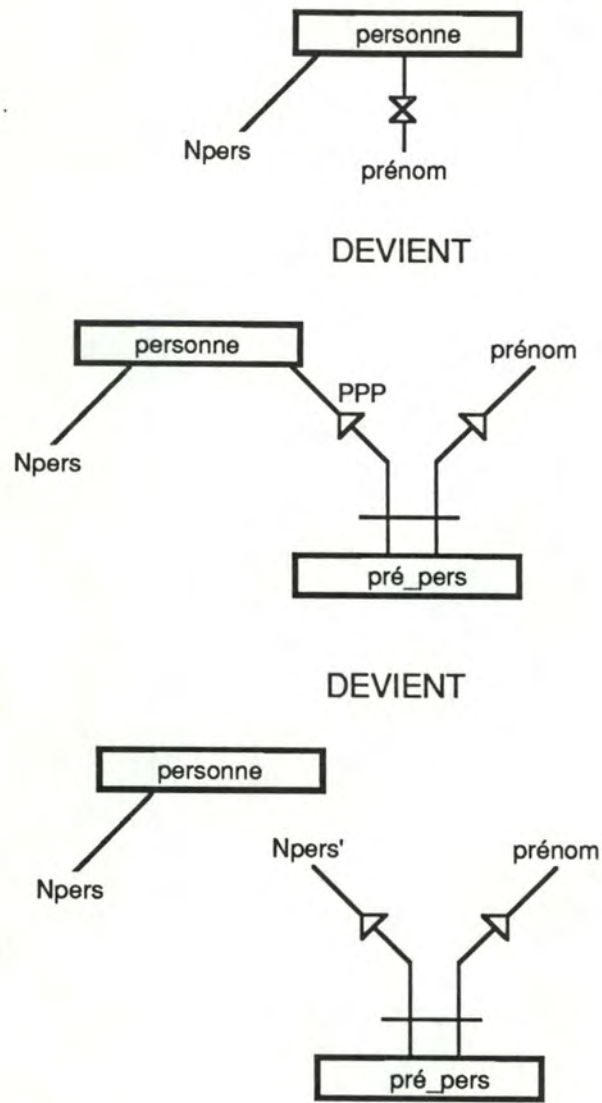 personne
Npers
prénom
DEVIENT
personne
prénom
PPP
Npers
pré_pers
DEVIENT
personne
Npers'
prénom
Npers
pré_pers